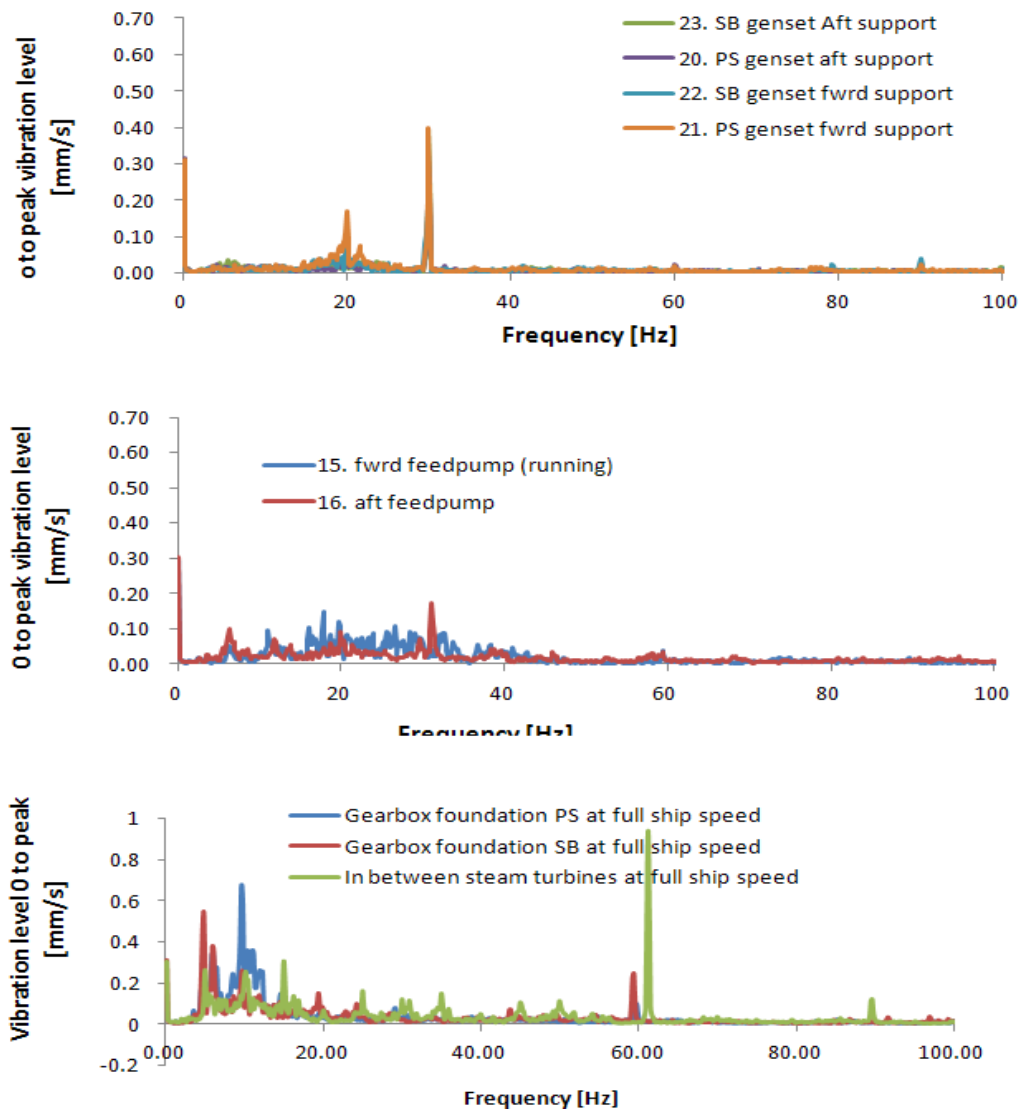 0.70
0.60
0.50
0.40
0.30
0.20
0.10
0.00
o to peak vibration level
[mm/s]
23. SB genset Aft support
20. PS genset aft support
22. SB genset fwrd support
21. PS genset fwrd support
0 20 40 60 80 100
Frequency [Hz]
0.70
0.60
0.50
0.40
0.30
0.20
0.10
0.00
0 to peak vibration level
[mm/s]
15. fwrd feedpump (running)
16. aft feedpump
0 20 40 60 80 100
Frequency [Hz]
1
0.8
0.6
0.4
0.2
0
-0.2
Vibration level 0 to peak
[mm/s]
Gearbox foundation PS at full ship speed
Gearbox foundation SB at full ship speed
In between steam turbines at full ship speed
0.00 20.00 40.00 60.00 80.00 100.00
Frequency [Hz]